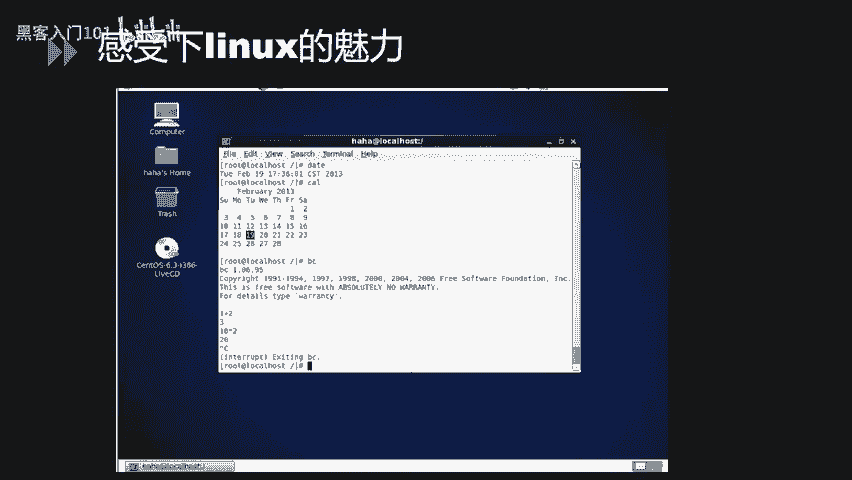 黑客入门101 bilibili
感受下linux的魅力
Computer
haha's Home
Trash
CentOS-6.3-i386-
LiveCD
haha@localhost:/
File Edit View Search Terminal Help
[root@localhost /]# date
Tue Feb 19 17:36:01 CST 2013
[root@localhost /]# cal
February 2013
Su Mo Tu We Th Fr Sa
1 2
3 4 5 6 7 8 9
10 11 12 13 14 15 16
17 18 19 20 21 22 23
24 25 26 27 28
[root@localhost /]# bc
bc 1.06.95
Copyright 1991-1994, 1997, 1998, 2000, 2004, 2006 Free Software Foundation, Inc.
This is free software with ABSOLUTELY NO WARRANTY.
For details type `warranty'.
1+2
3
10*2
20
^C
(interrupt) Exiting bc.
[root@localhost /]#
haha@localhost:/